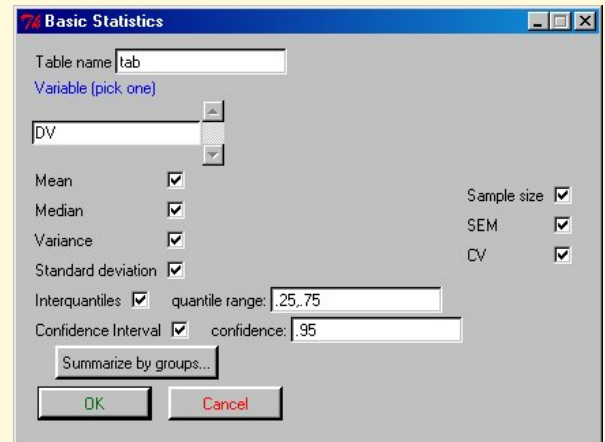 Basic Statistics
Table name tab
Variable (pick one)
DV
Mean
Median
Variance
Standard deviation
Sample size
SEM
CV
Interquantiles quantile range: .25,.75
Confidence Interval confidence: .95
Summarize by groups...
OK Cancel